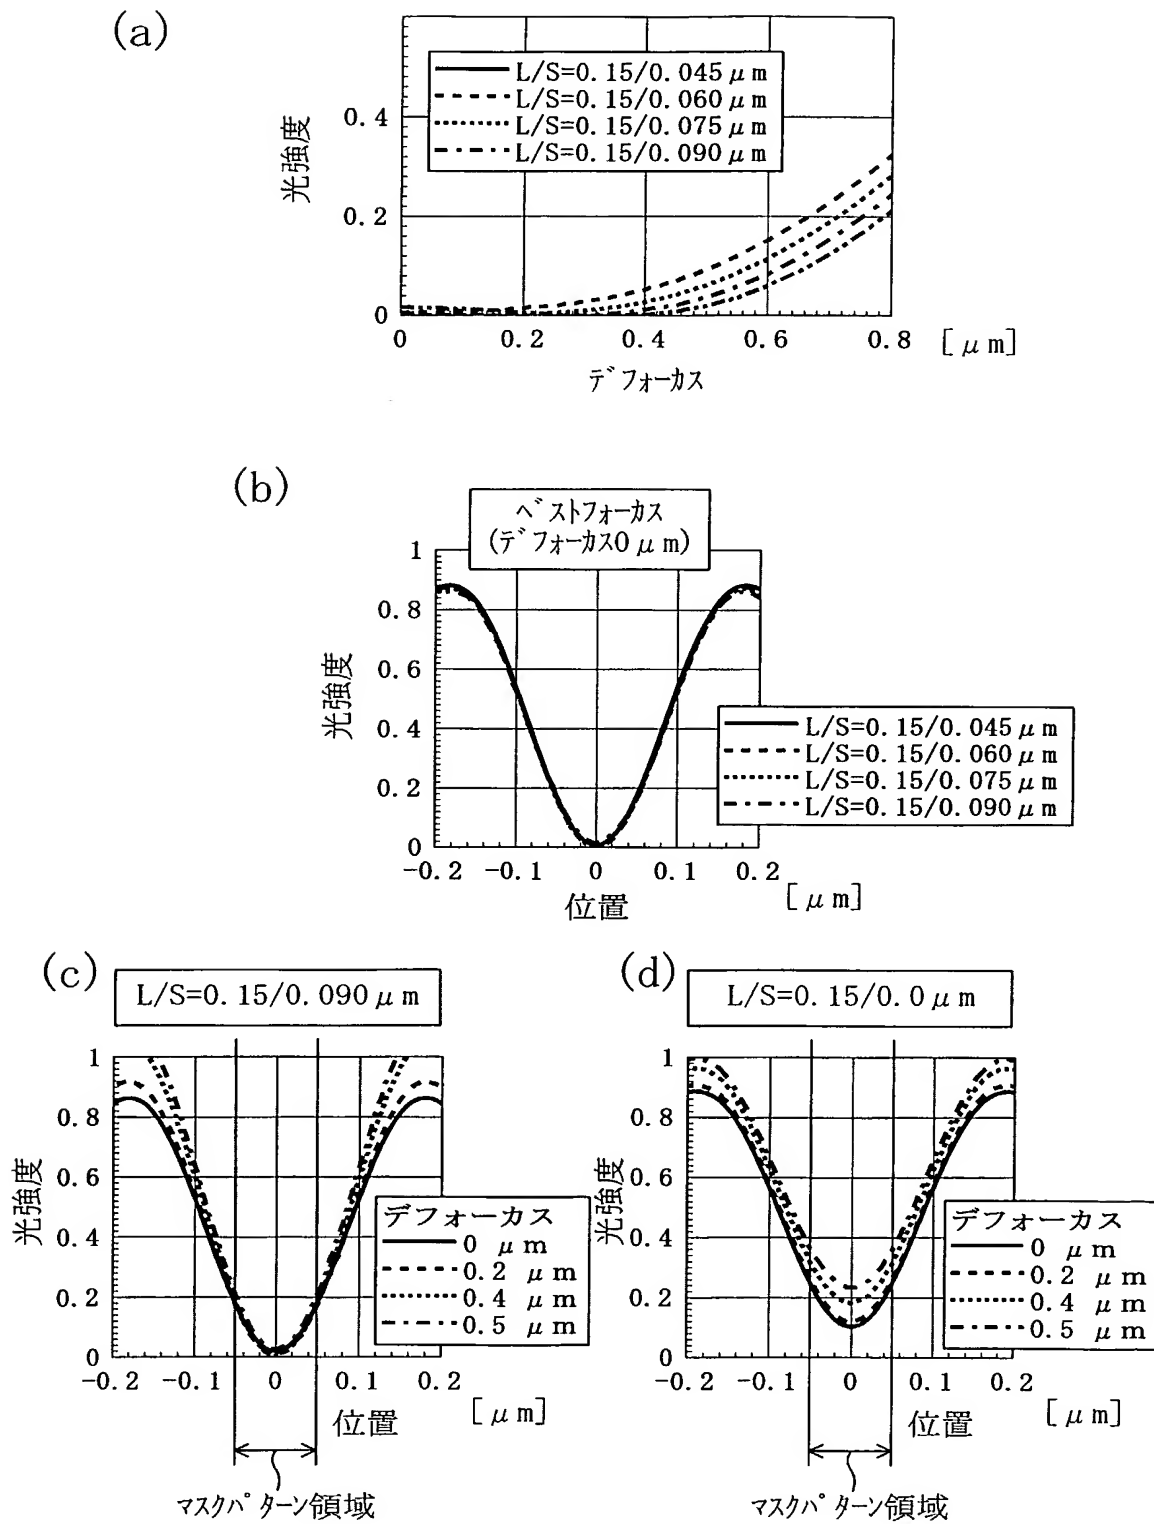 (a)
L/S=0.15/0.045μm
L/S=0.15/0.060μm
L/S=0.15/0.075μm
L/S=0.15/0.090μm
光強度
0.4
0.2
0
0 0.2 0.4 0.6 0.8 [μm]
デフォーカス
(b)
ベストフォーカス
(デフォーカス0μm)
光強度
1
0.8
0.6
0.4
0.2
0
-0.2 -0.1 0 0.1 0.2
位置 [μm]
L/S=0.15/0.045μm
L/S=0.15/0.060μm
L/S=0.15/0.075μm
L/S=0.15/0.090μm
(c)
L/S=0.15/0.090μm
光強度
1
0.8
0.6
0.4
0.2
0
-0.2 -0.1 0 0.1 0.2
位置 [μm]
デフォーカス
0 μm
0.2 μm
0.4 μm
0.5 μm
マスクパターン領域
(d)
L/S=0.15/0.0μm
光強度
1
0.8
0.6
0.4
0.2
0
-0.2 -0.1 0 0.1 0.2
位置 [μm]
デフォーカス
0 μm
0.2 μm
0.4 μm
0.5 μm
マスクパターン領域